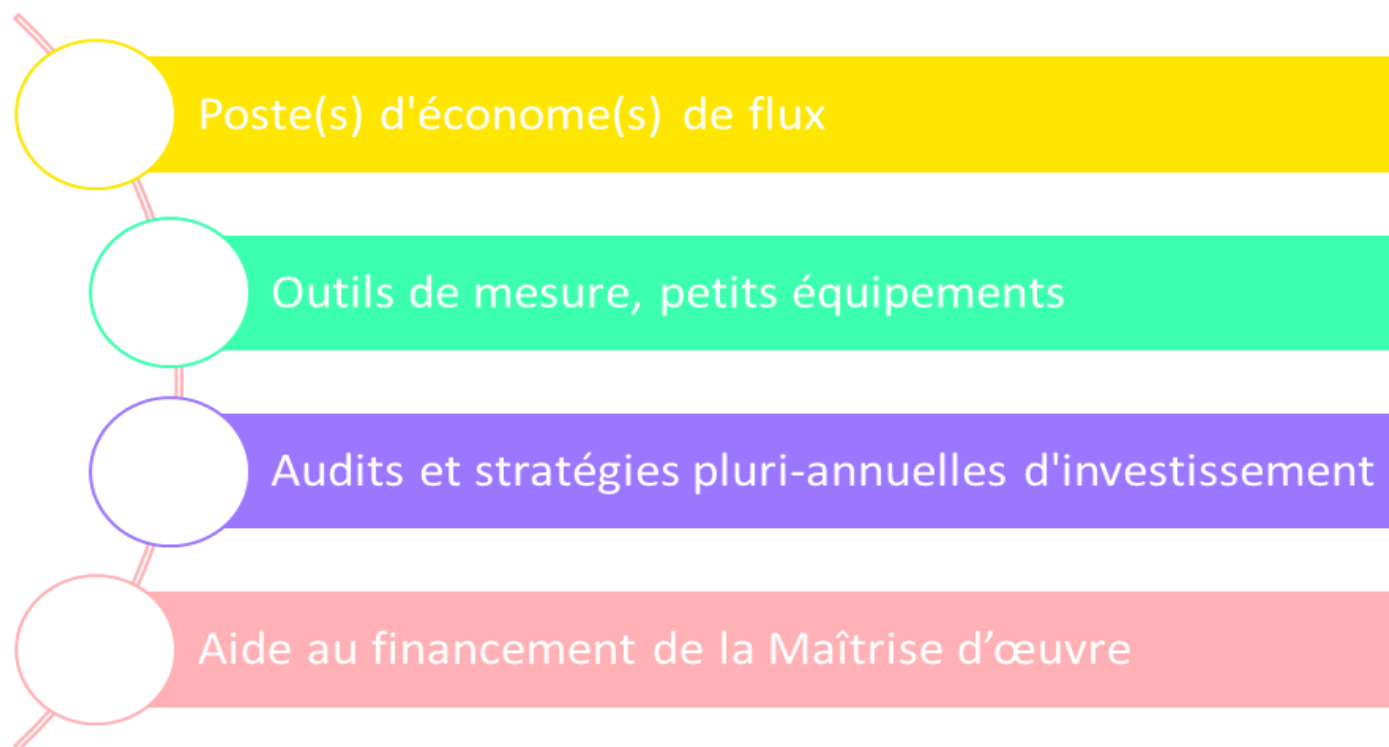 Poste(s) d'économe(s) de flux
Outils de mesure, petits équipements
Audits et stratégies pluri-annuelles d'investissement
Aide au financement de la Maîtrise d’œuvre